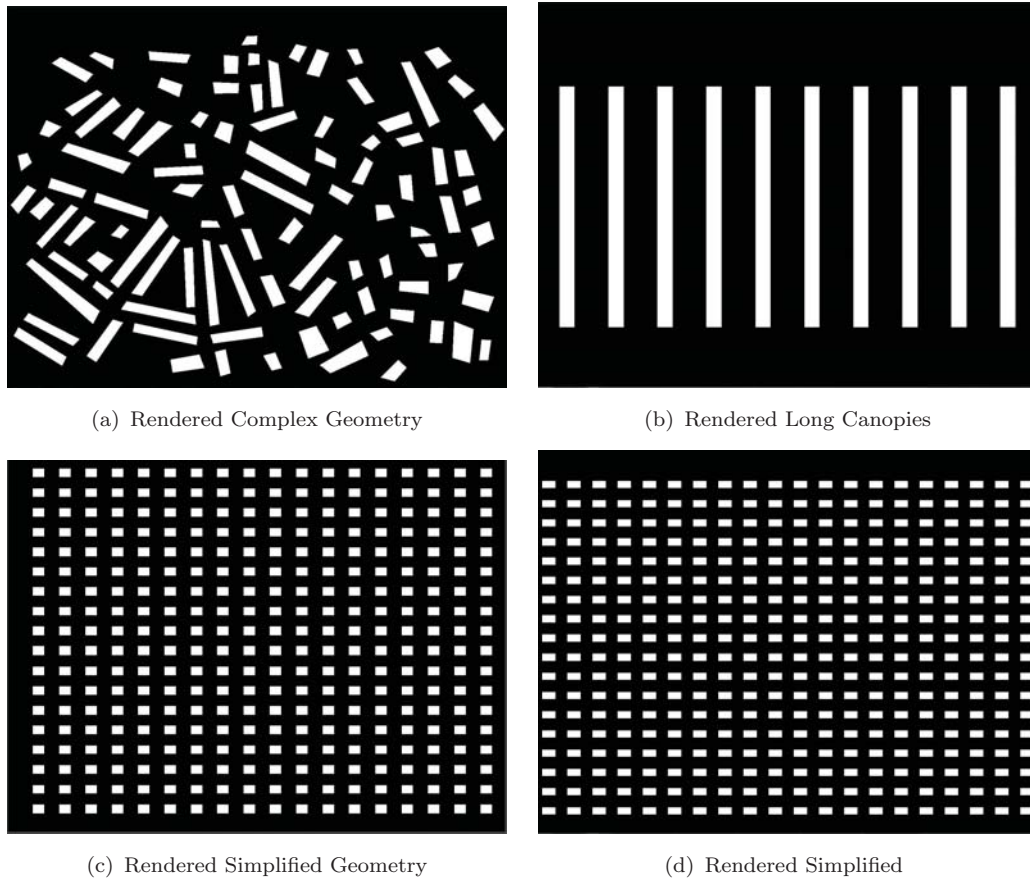 (a) Rendered Complex Geometry
(b) Rendered Long Canopies
(c) Rendered Simplified Geometry
(d) Rendered Simplified